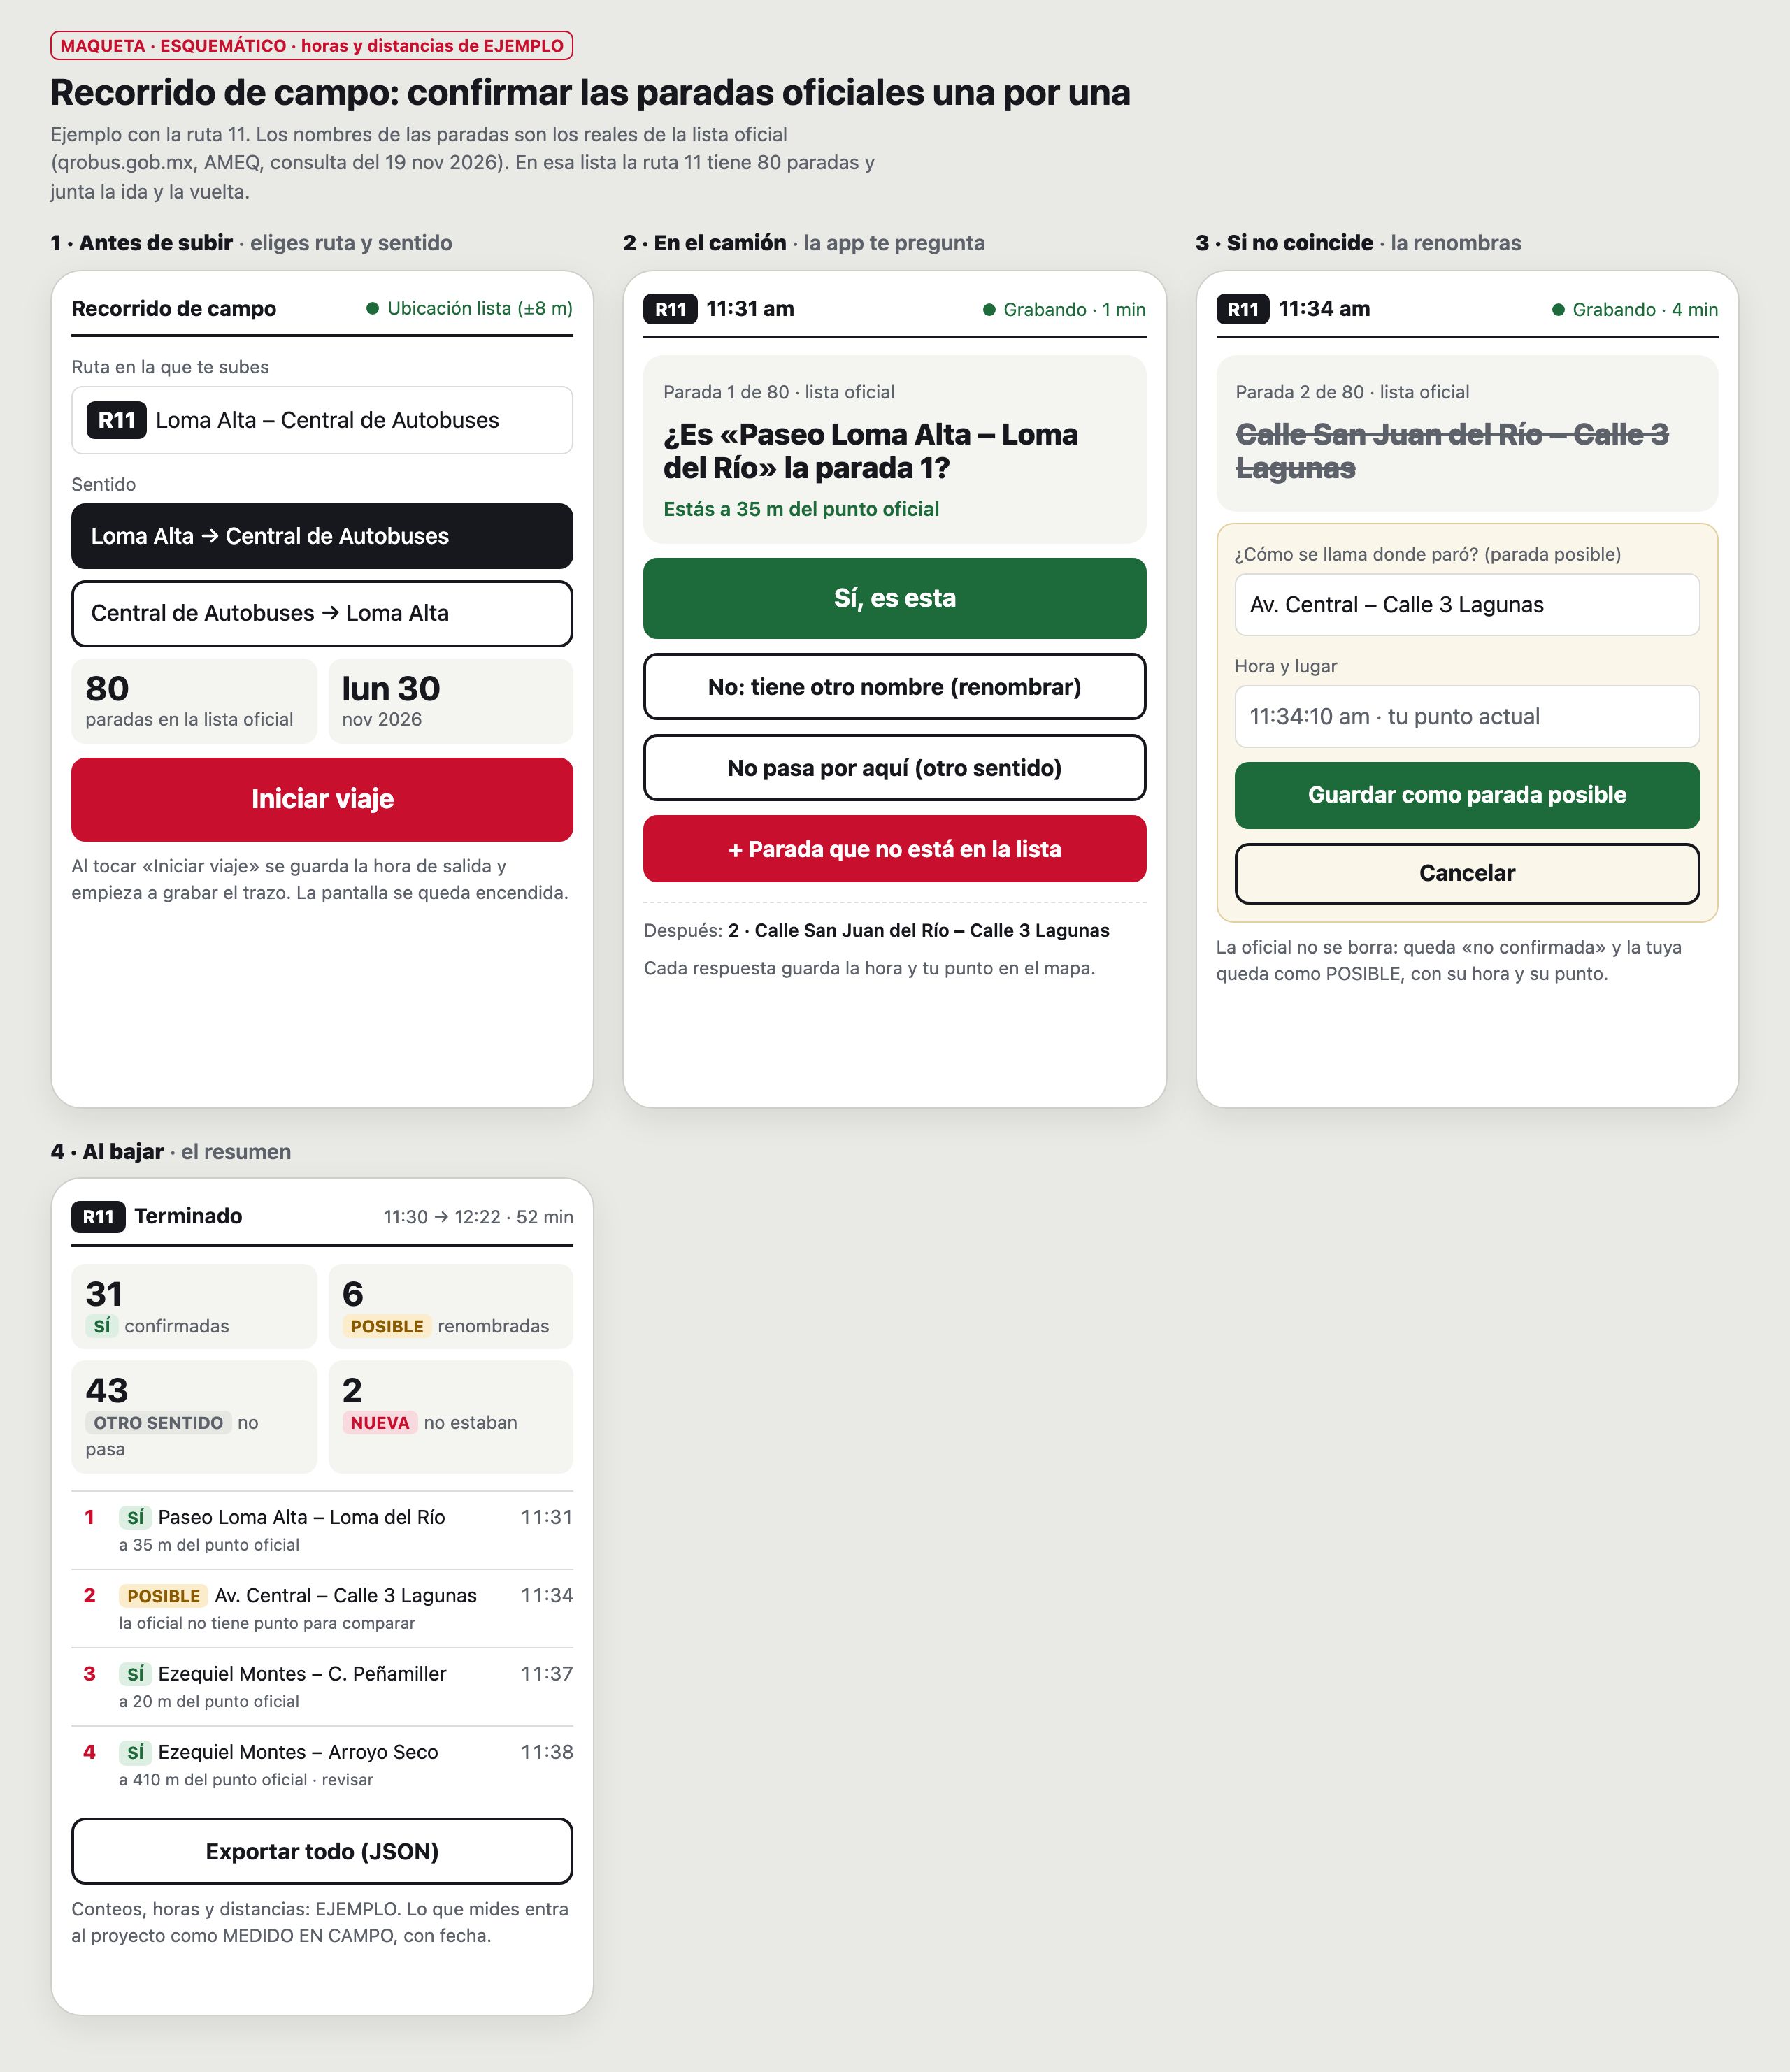 MAQUETA · ESQUEMÁTICO · horas y distancias de EJEMPLO
Recorrido de campo: confirmar las paradas oficiales una por una
Ejemplo con la ruta 11. Los nombres de las paradas son los reales de la lista oficial
(qrobus.gob.mx, AMEQ, consulta del 19 nov 2026). En esa lista la ruta 11 tiene 80 paradas y
junta la ida y la vuelta.
1 · Antes de subir · eliges ruta y sentido
Recorrido de campo
● Ubicación lista (±8 m)
Ruta en la que te subes
R11 Loma Alta – Central de Autobuses
Sentido
Loma Alta → Central de Autobuses
Central de Autobuses → Loma Alta
80
paradas en la lista oficial
lun 30
nov 2026
Iniciar viaje
Al tocar «Iniciar viaje» se guarda la hora de salida y
empieza a grabar el trazo. La pantalla se queda encendida.
2 · En el camión · la app te pregunta
R11 11:31 am
● Grabando · 1 min
Parada 1 de 80 · lista oficial
¿Es «Paseo Loma Alta – Loma
del Río» la parada 1?
Estás a 35 m del punto oficial
Sí, es esta
No: tiene otro nombre (renombrar)
No pasa por aquí (otro sentido)
+ Parada que no está en la lista
Después: 2 · Calle San Juan del Río – Calle 3 Lagunas
Cada respuesta guarda la hora y tu punto en el mapa.
3 · Si no coincide · la renombras
R11 11:34 am
● Grabando · 4 min
Parada 2 de 80 · lista oficial
Calle San Juan del Río – Calle 3
Lagunas
¿Cómo se llama donde paró? (parada posible)
Av. Central – Calle 3 Lagunas
Hora y lugar
11:34:10 am · tu punto actual
Guardar como parada posible
Cancelar
La oficial no se borra: queda «no confirmada» y la tuya
queda como POSIBLE, con su hora y su punto.
4 · Al bajar · el resumen
R11 Terminado
11:30 → 12:22 · 52 min
31
SÍ confirmadas
6
POSIBLE renombradas
43
OTRO SENTIDO no
pasa
2
NUEVA no estaban
1 SÍ Paseo Loma Alta – Loma del Río 11:31
a 35 m del punto oficial
2 POSIBLE Av. Central – Calle 3 Lagunas 11:34
la oficial no tiene punto para comparar
3 SÍ Ezequiel Montes – C. Peñamiller 11:37
a 20 m del punto oficial
4 SÍ Ezequiel Montes – Arroyo Seco 11:38
a 410 m del punto oficial · revisar
Exportar todo (JSON)
Conteos, horas y distancias: EJEMPLO. Lo que mides entra
al proyecto como MEDIDO EN CAMPO, con fecha.